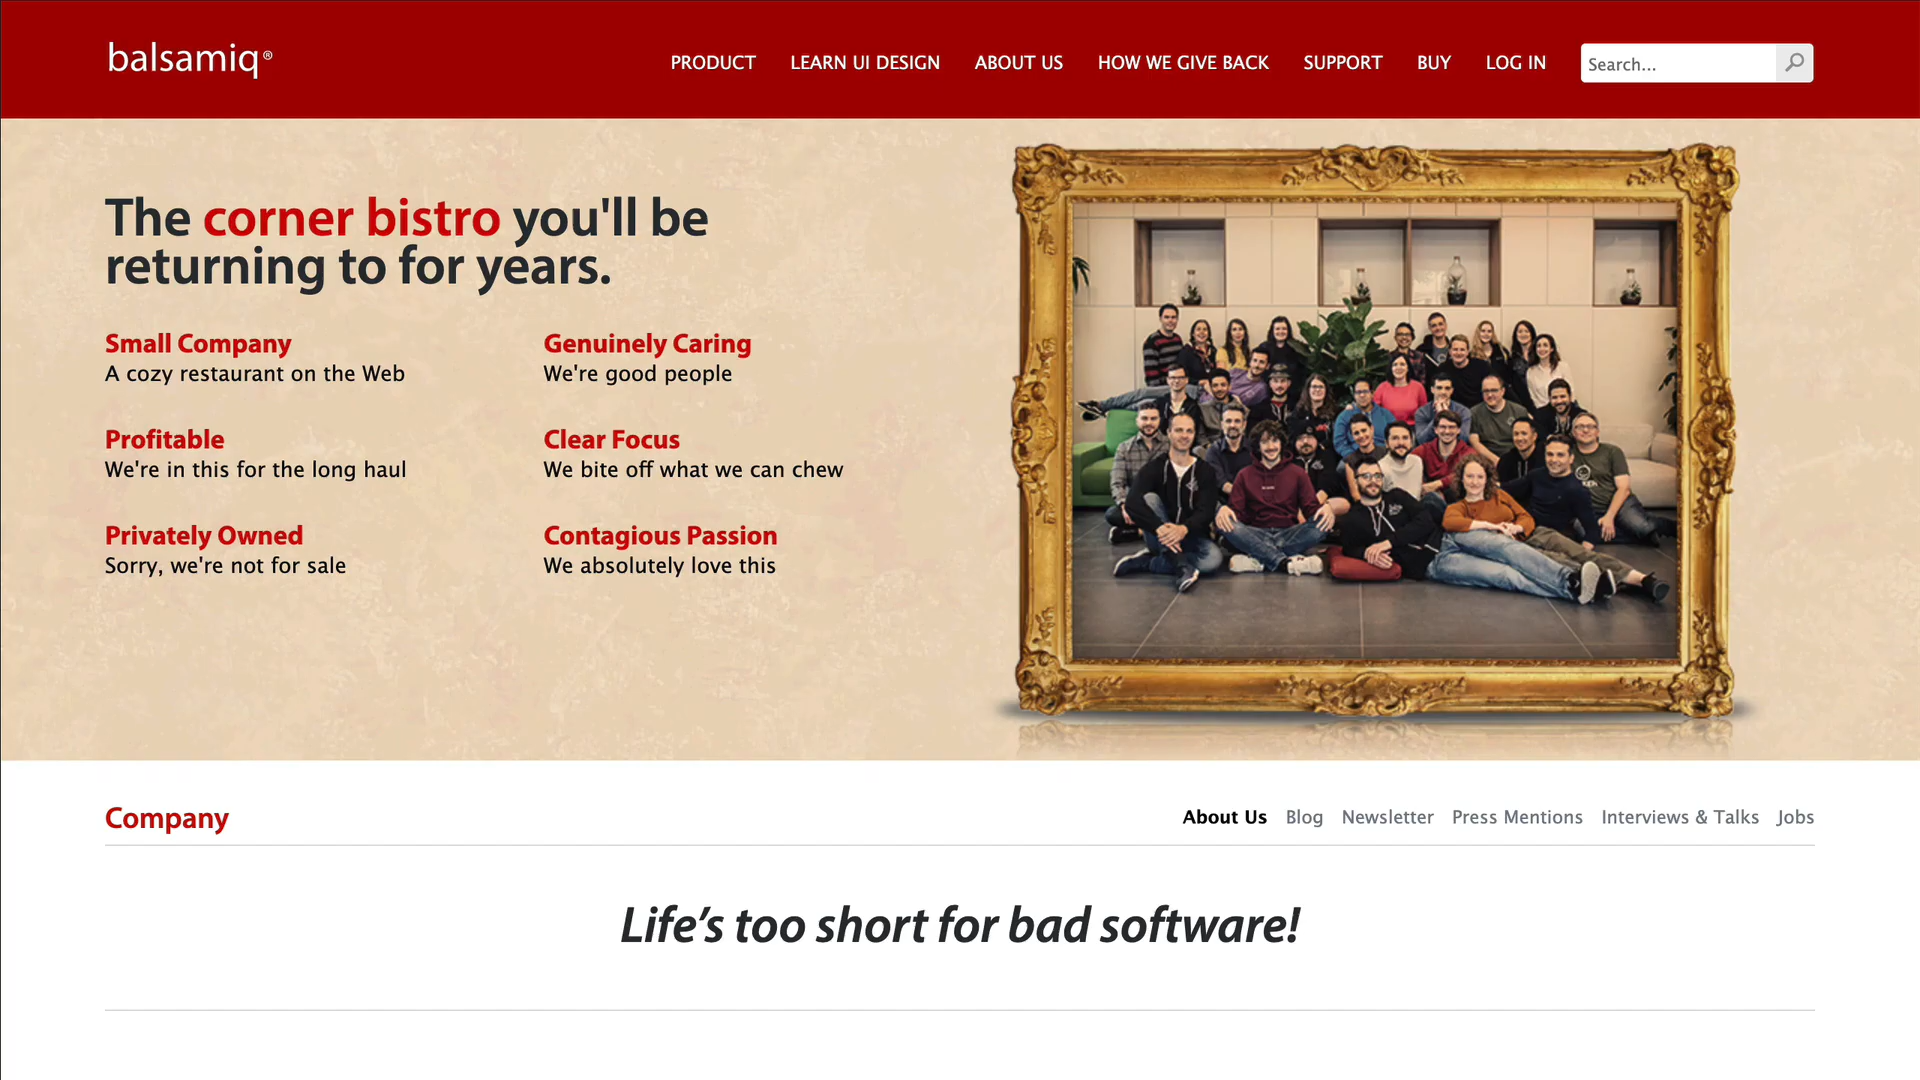 balsamiq®
PRODUCT
LEARN UI DESIGN
ABOUT US
HOW WE GIVE BACK
SUPPORT
BUY
LOG IN
Search...
The corner bistro you'll be
returning to for years.
Small Company
A cozy restaurant on the Web
Genuinely Caring
We're good people
Profitable
We're in this for the long haul
Clear Focus
We bite off what we can chew
Privately Owned
Sorry, we're not for sale
Contagious Passion
We absolutely love this
Company
About Us
Blog
Newsletter
Press Mentions
Interviews & Talks
Jobs
Life’s too short for bad software!